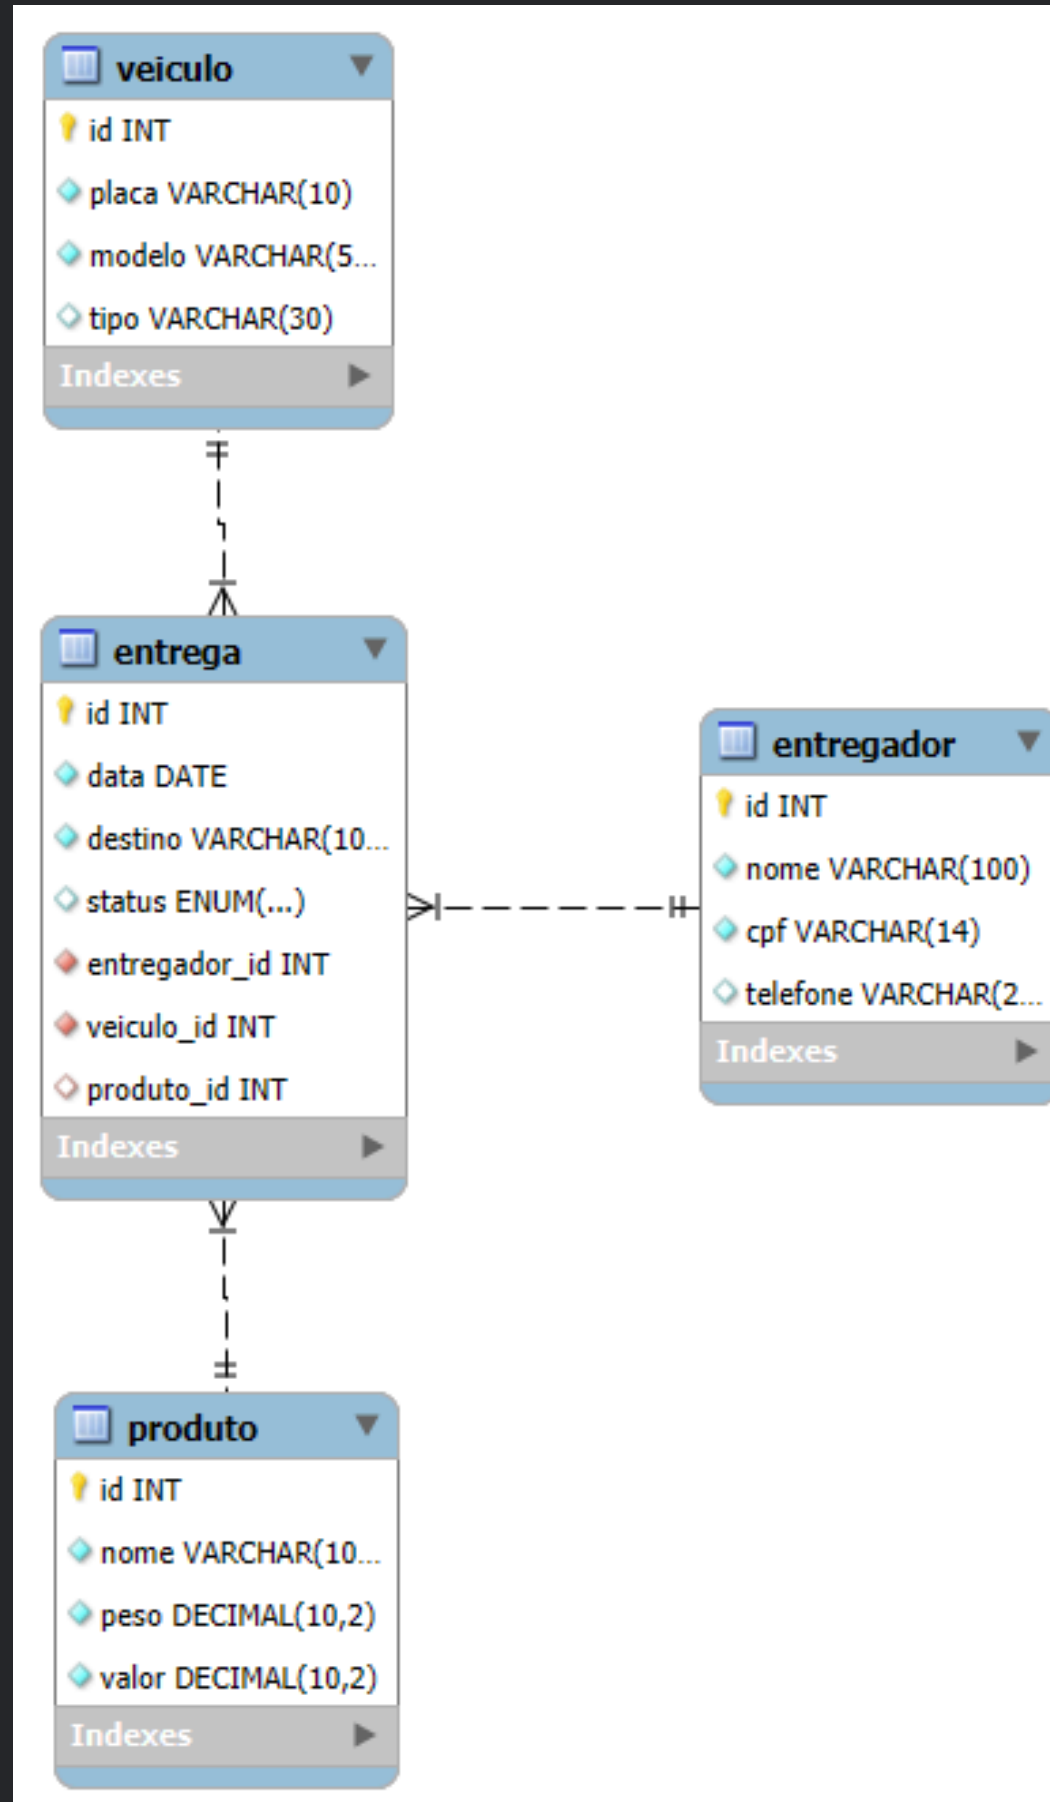 veiculo
id INT
placa VARCHAR(10)
modelo VARCHAR(5...
tipo VARCHAR(30)
Indexes
entrega
id INT
data DATE
destino VARCHAR(10...
status ENUM(...)
entregador_id INT
veiculo_id INT
produto_id INT
Indexes
entregador
id INT
nome VARCHAR(100)
cpf VARCHAR(14)
telefone VARCHAR(2...
Indexes
produto
id INT
nome VARCHAR(10...
peso DECIMAL(10,2)
valor DECIMAL(10,2)
Indexes